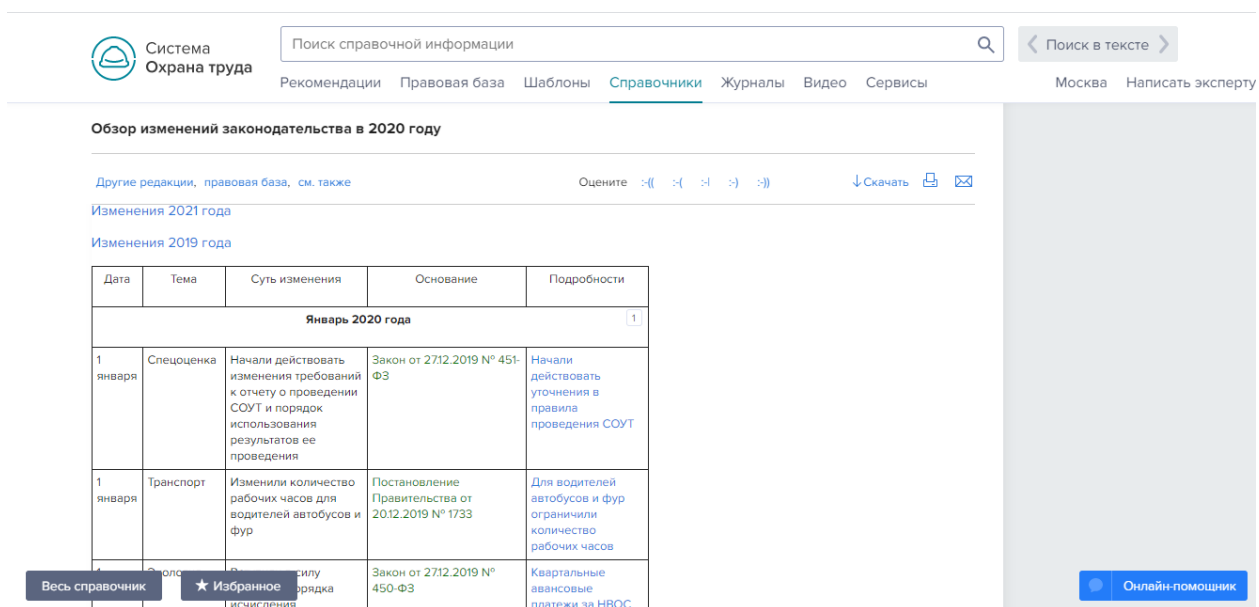 Система
Охрана труда
Поиск справочной информации
Поиск в тексте
Рекомендации Правовая база Шаблоны Справочники Журналы Видео Сервисы
Москва Написать эксперту
Обзор изменений законодательства в 2020 году
Другие редакции, правовая база, см. также
Оцените :-(( :-( :-| :-) :-))
Скачать
Изменения 2021 года
Изменения 2019 года
Дата Тема Суть изменения Основание Подробности
Январь 2020 года 1
1 Спецоценка Начали действовать Закон от 27.12.2019 № 451- Начали
января изменения требований ФЗ действовать
к отчету о проведении уточнения в
СОУТ и порядок правила
использования проведения СОУТ
результатов ее
проведения
1 Транспорт Изменили количество Постановление Для водителей
января рабочих часов для Правительства от автобусов и фур
водителей автобусов и 20.12.2019 № 1733 ограничили
фур количество
рабочих часов
силу Закон от 27.12.2019 № Квартальные
450-ФЗ авансовые
исчисления платежи за НВОС
Весь справочник
Избранное
Онлайн-помощник